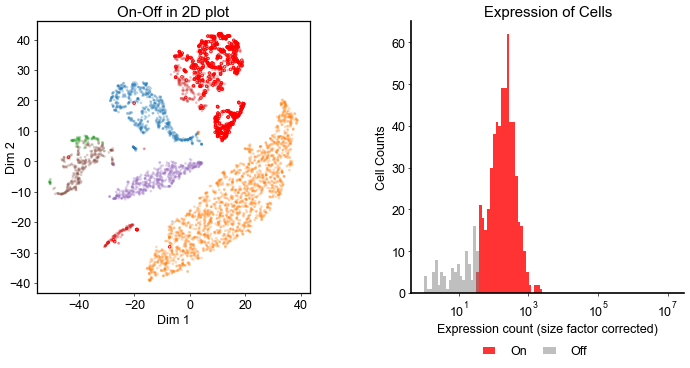 On-Off in 2D plot
Dim 2
40
30
20
10
0
−10
−20
−30
−40
−40 −20 0 20 40
Dim 1
Expression of Cells
Cell Counts
60
50
40
30
20
10
0
10^1 10^3 10^5 10^7
Expression count (size factor corrected)
On Off